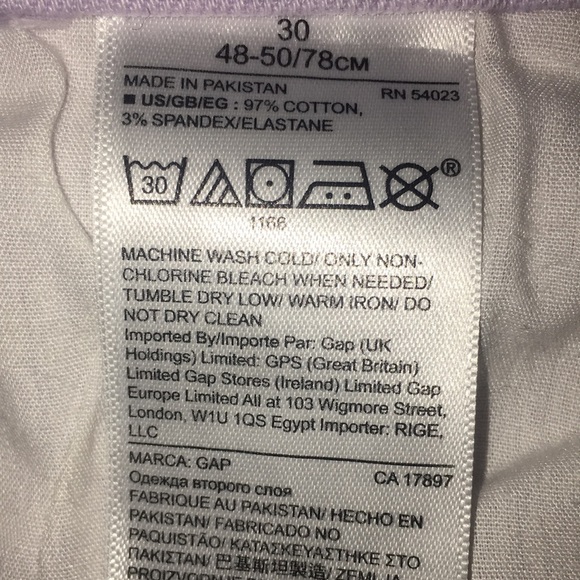 30
48-50/78CM
MADE IN PAKISTAN RN 54023
■ US/GB/EG : 97% COTTON,
3% SPANDEX/ELASTANE
30 ®
1166
MACHINE WASH COLD/ ONLY NON-
CHLORINE BLEACH WHEN NEEDED/
TUMBLE DRY LOW/ WARM IRON/ DO
NOT DRY CLEAN
Imported By/Importe Par: Gap (UK
Holdings) Limited: GPS (Great Britain)
Limited Gap Stores (Ireland) Limited Gap
Europe Limited All at 103 Wigmore Street,
London, W1U 1QS Egypt Importer: RIGE,
LLC
MARCA: GAP CA 17897
Одежда второго слоя
FABRIQUE AU PAKISTAN/ HECHO EN
PAKISTAN/ FABRICADO NO
PAQUISTÃO/ ΚΑΤΑΣΚΕΥΑΣΤΗΚΕ ΣΤΟ
ΠΑΚΙΣΤΑΝ/ 巴基斯坦製造/ ZEMLJA
PROIZVODNJE